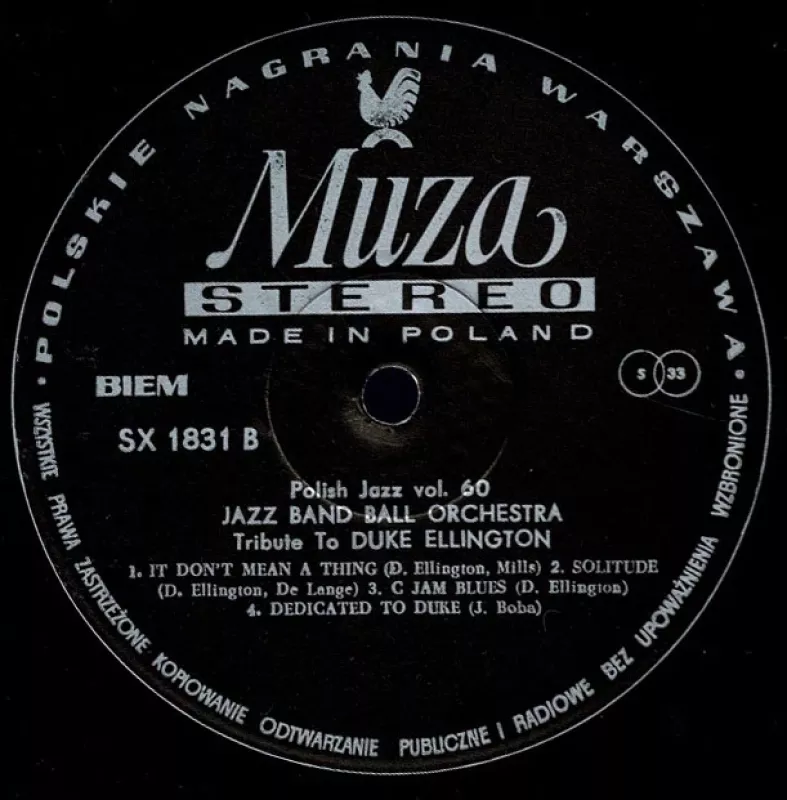 • POLSKIE NAGRANIA WARSZAWA •
Muza
STEREO
MADE IN POLAND
BIEM
S 33
SX 1831 B
Polish Jazz vol. 60
JAZZ BAND BALL ORCHESTRA
Tribute To DUKE ELLINGTON
1. IT DON'T MEAN A THING (D. Ellington, Mills) 2. SOLITUDE
(D. Ellington, De Lange) 3. C JAM BLUES (D. Ellington)
4. DEDICATED TO DUKE (J. Boba)
WSZYSTKIE PRAWA ZASTRZEŻONE KOPIOWANIE ODTWARZANIE PUBLICZNE I RADIOWE BEZ UPOWAŻNIENIA WZBRONIONE